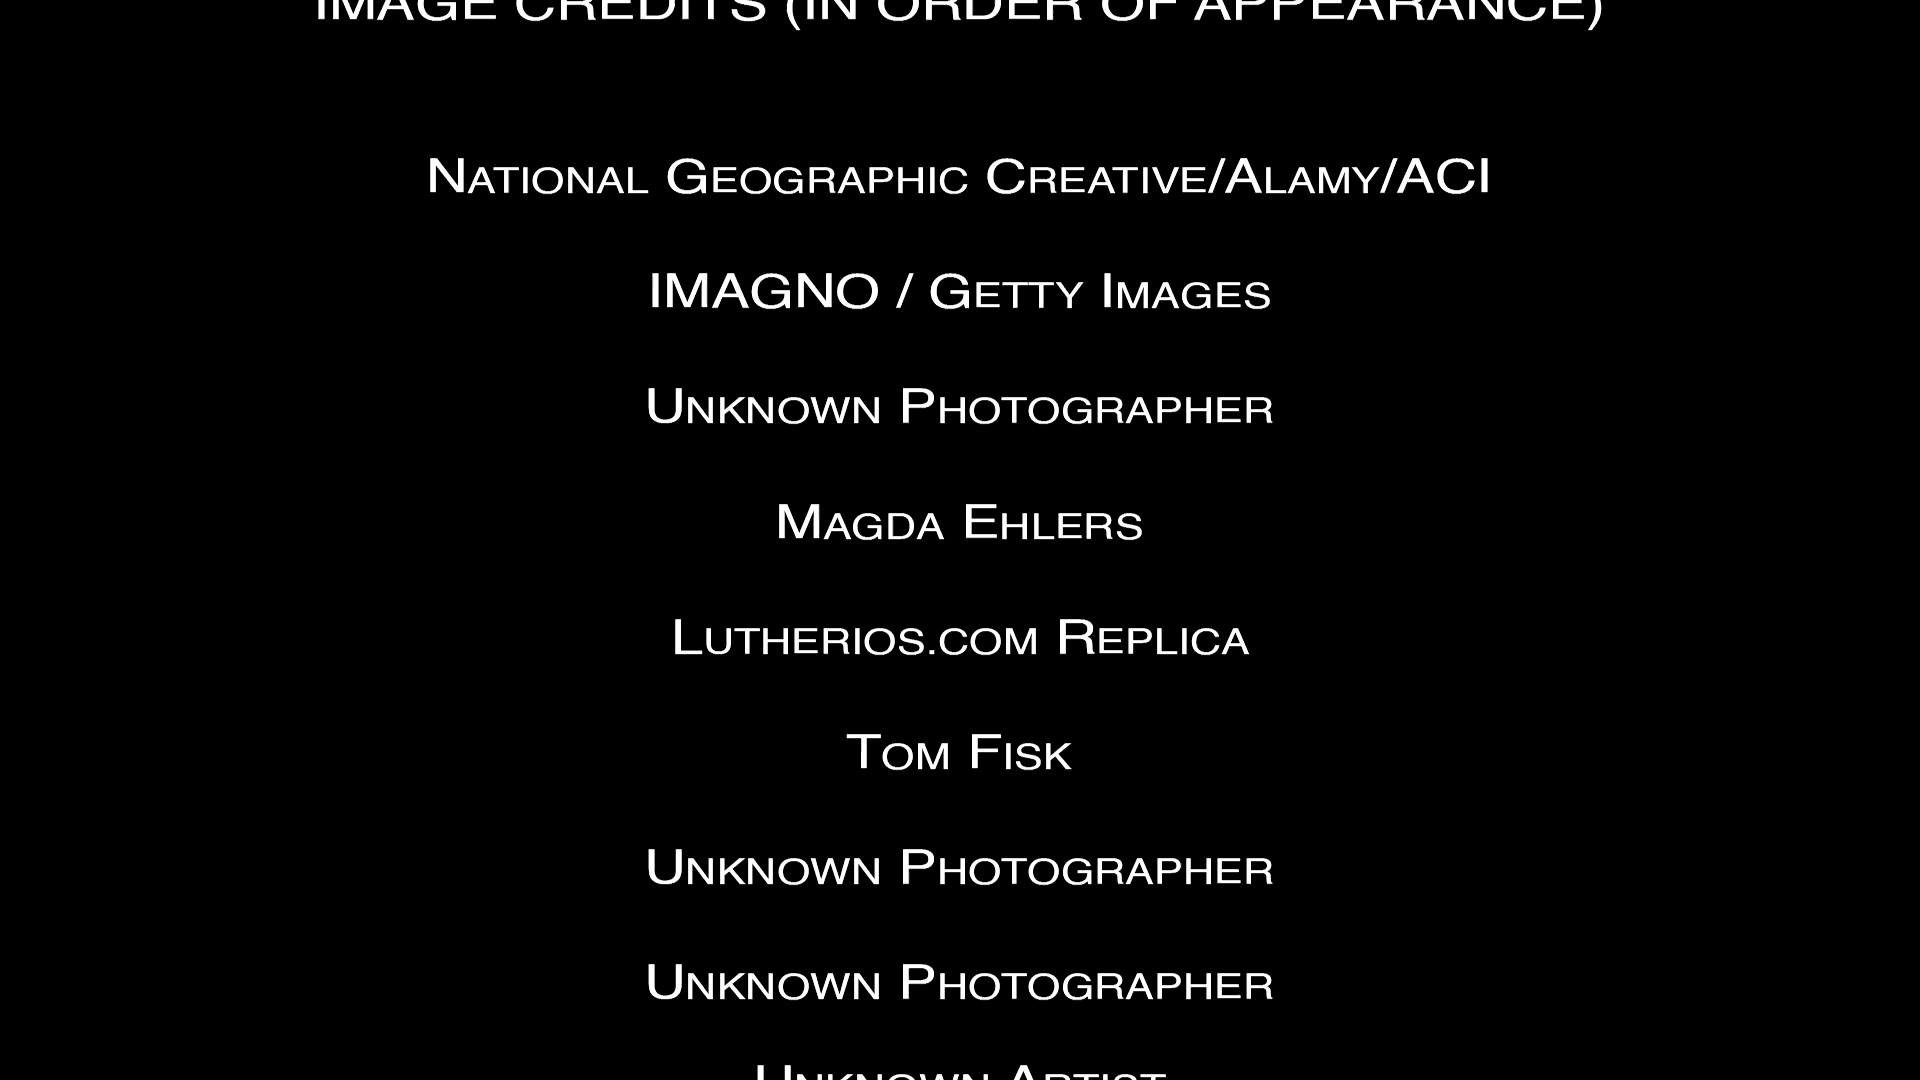 IMAGE CREDITS (IN ORDER OF APPEARANCE)
National Geographic Creative/Alamy/ACI
IMAGNO / Getty Images
Unknown Photographer
Magda Ehlers
Lutherios.com Replica
Tom Fisk
Unknown Photographer
Unknown Photographer
Unknown Artist